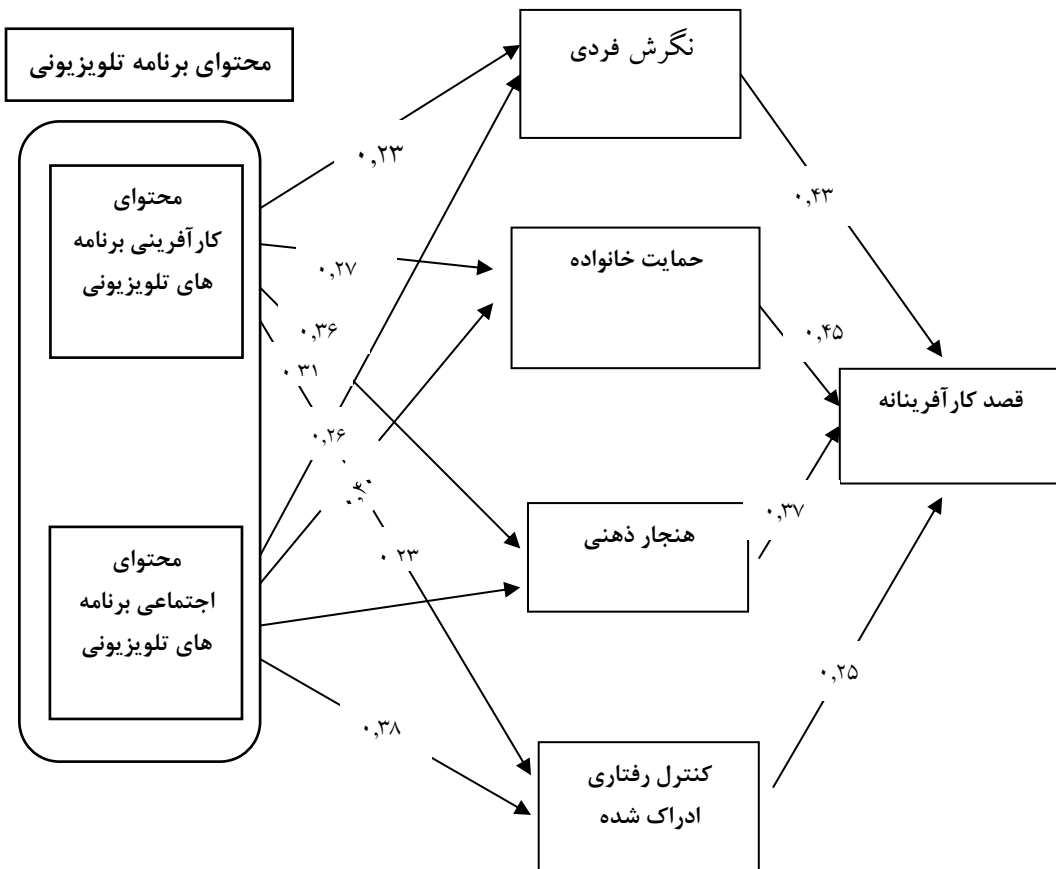 نگرش فردی
محتوای برنامه تلویزیونی
۰,۲۳
محتوای
کارآفرینی برنامه
های تلویزیونی
۰,۴۳
حمایت خانواده
۰,۲۷
۰,۳۶
۰,۴۵
۰ ۳۱
قصد کارآفرینانه
۰,۲۶
۰,۴۰
۰,۳۷
هنجار ذهنی
محتوای
اجتماعی برنامه
های تلویزیونی
۰ ۲۳
۰,۲۵
۰,۳۸
کنترل رفتاری
ادراک شده